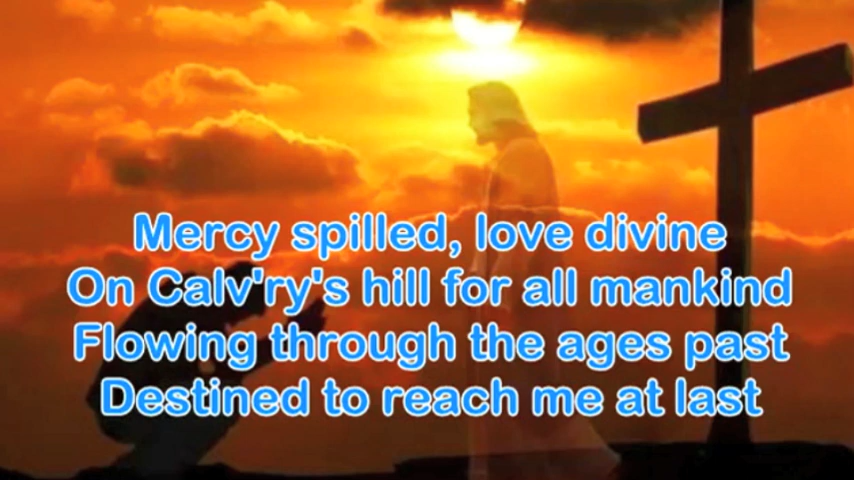 Mercy spilled, love divine
On Calv'ry's hill for all mankind
Flowing through the ages past
Destined to reach me at last